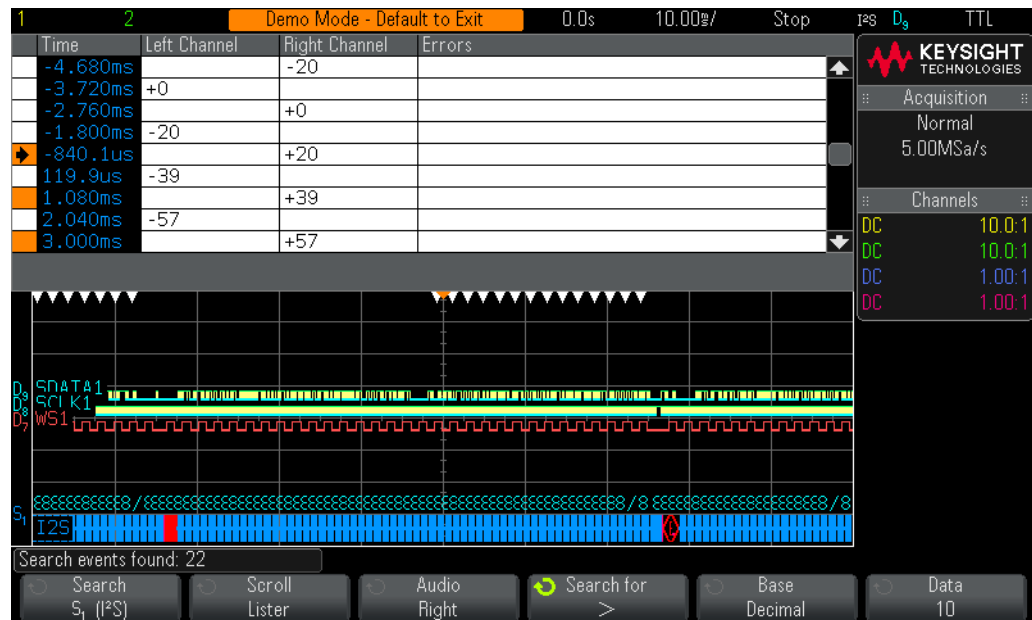 1 2 Demo Mode - Default to Exit 0.0s 10.00ms/ Stop I²S D9 TTL
Time Left Channel Right Channel Errors
-4.680ms -20
-3.720ms +0
-2.760ms +0
-1.800ms -20
-840.1us +20
119.9us -39
1.080ms +39
2.040ms -57
3.000ms +57
KEYSIGHT
TECHNOLOGIES
Acquisition
Normal
5.00MSa/s
Channels
DC 10.0:1
DC 10.0:1
DC 1.00:1
DC 1.00:1
D9 SDATA1
D8 SCLK1
D7 WS1
S1
I2S
Search events found: 22
Search Scroll Audio Search for Base Data
S1 (I²S) Lister Right > Decimal 10